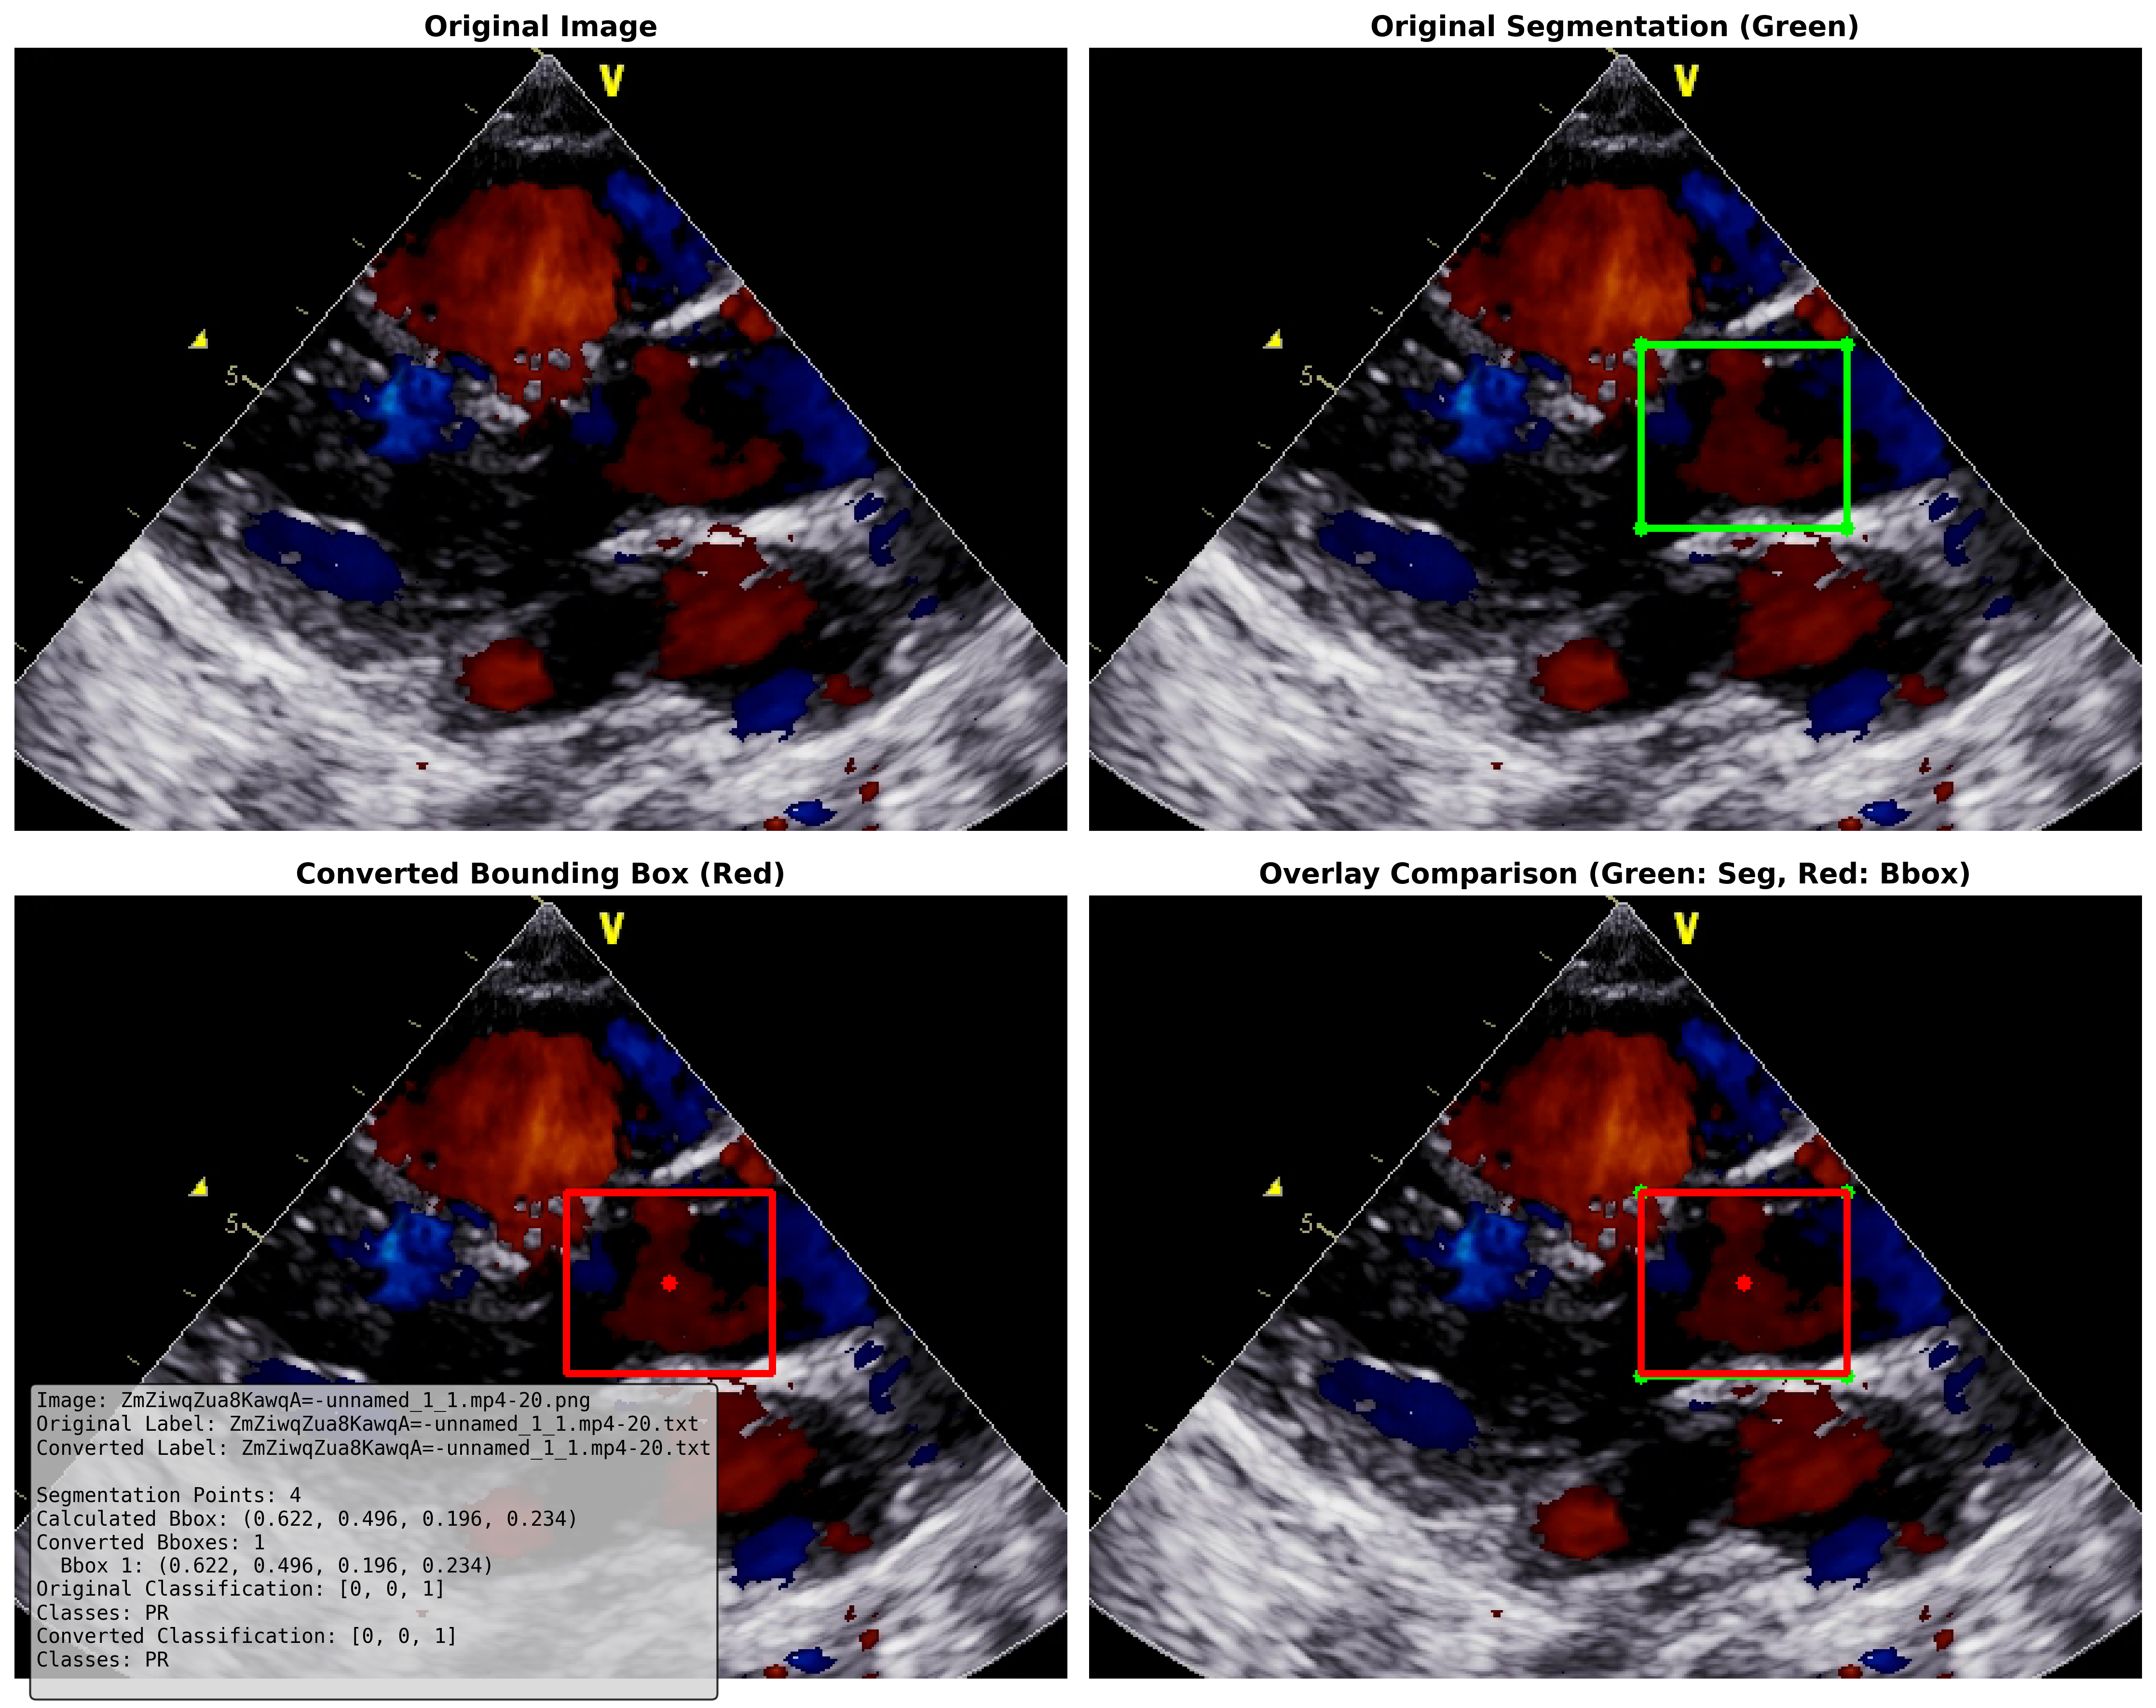 Original Image
V
5
Original Segmentation (Green)
V
5
Converted Bounding Box (Red)
V
5
Image: ZmZiwqZua8KawqA=-unnamed_1_1.mp4-20.png
Original Label: ZmZiwqZua8KawqA=-unnamed_1_1.mp4-20.txt
Converted Label: ZmZiwqZua8KawqA=-unnamed_1_1.mp4-20.txt
Segmentation Points: 4
Calculated Bbox: (0.622, 0.496, 0.196, 0.234)
Converted Bboxes: 1
Bbox 1: (0.622, 0.496, 0.196, 0.234)
Original Classification: [0, 0, 1]
Classes: PR
Converted Classification: [0, 0, 1]
Classes: PR
Overlay Comparison (Green: Seg, Red: Bbox)
V
5